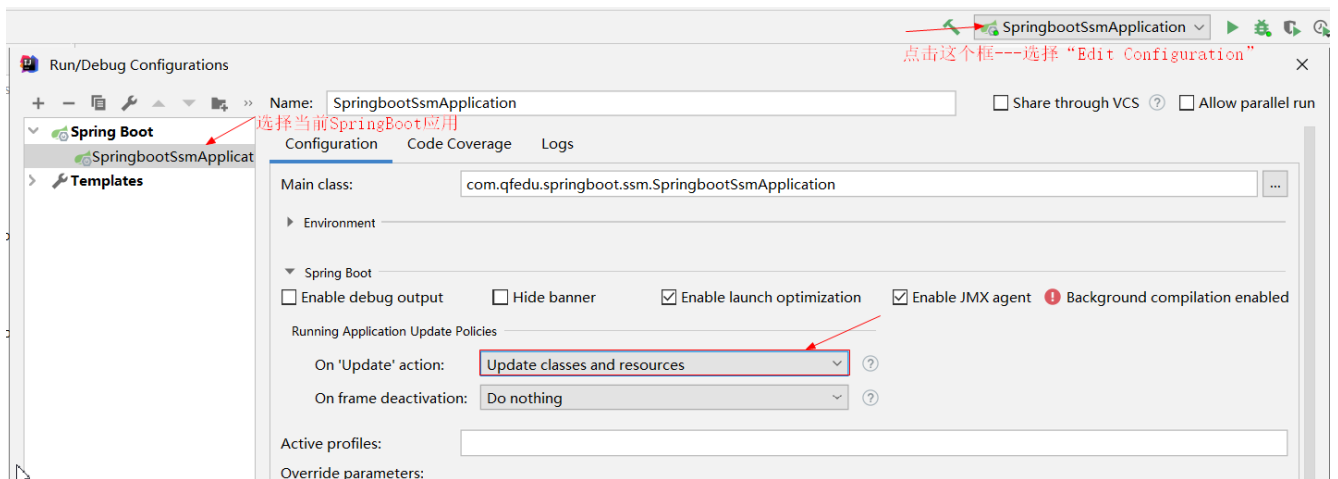 SpringbootSsmApplication
点击这个框---选择“Edit Configuration”
Run/Debug Configurations
Name: SpringbootSsmApplication
Share through VCS ? Allow parallel run
Spring Boot
选择当前SpringBoot应用
Configuration Code Coverage Logs
SpringbootSsmApplicat
Templates
Main class: com.qfedu.springboot.ssm.SpringbootSsmApplication ...
Environment
Spring Boot
Enable debug output Hide banner Enable launch optimization Enable JMX agent Background compilation enabled
Running Application Update Policies
On 'Update' action: Update classes and resources ?
On frame deactivation: Do nothing ?
Active profiles:
Override parameters: